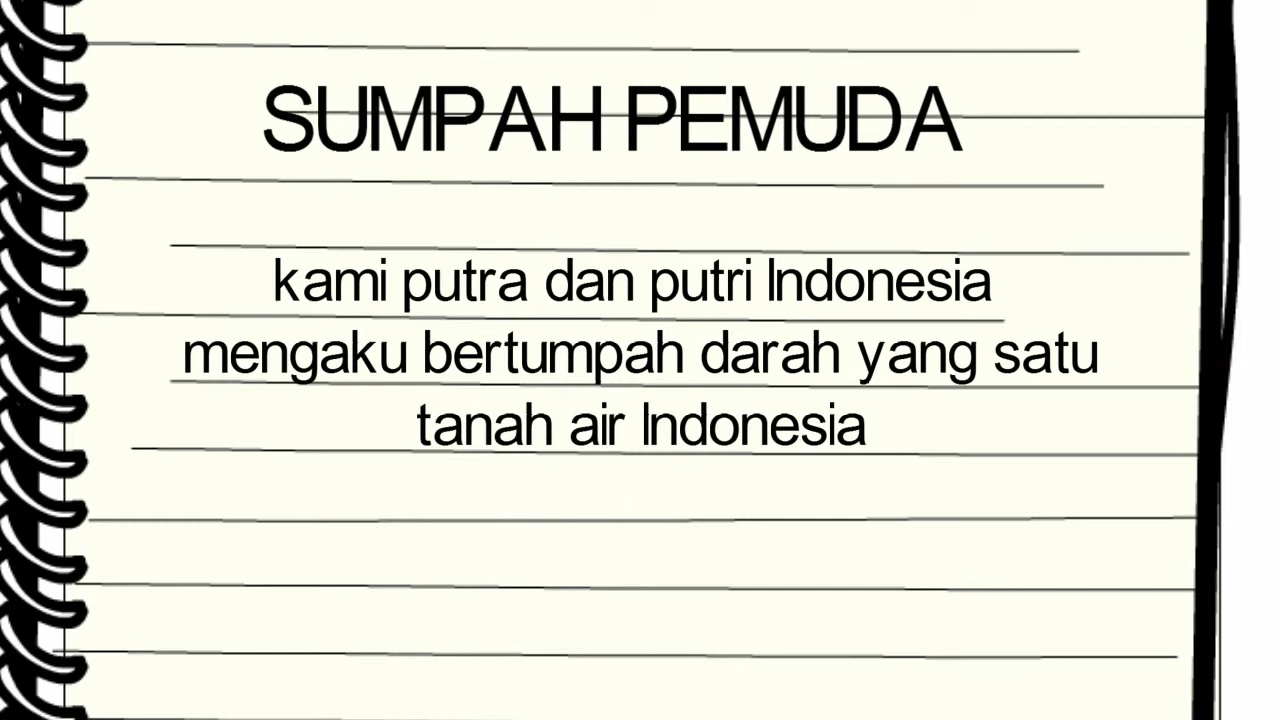 SUMPAH PEMUDA
kami putra dan putri Indonesia
mengaku bertumpah darah yang satu
tanah air Indonesia